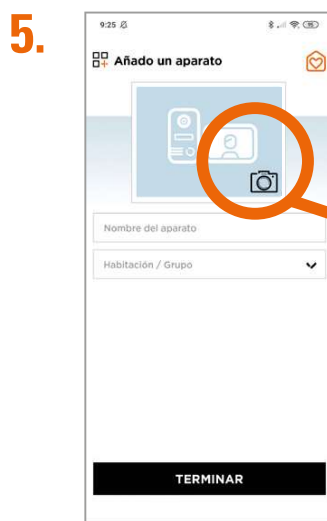 5.
9:25
Añado un aparato
Nombre del aparato
Habitación / Grupo
TERMINAR